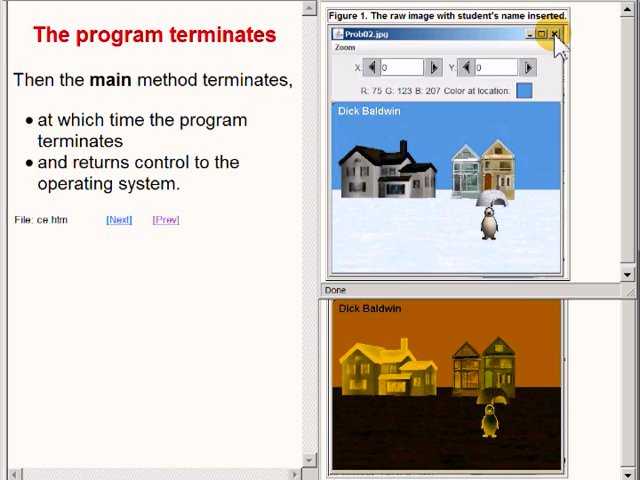 The program terminates
Then the main method terminates,
• at which time the program
terminates
• and returns control to the
operating system.
File: ce.htm [Next] [Prev]
Figure 1. The raw image with student's name inserted.
Prob02.jpg
Zoom
X: 0 Y: 0
R: 75 G: 123 B: 207 Color at location:
Dick Baldwin
Done
Dick Baldwin